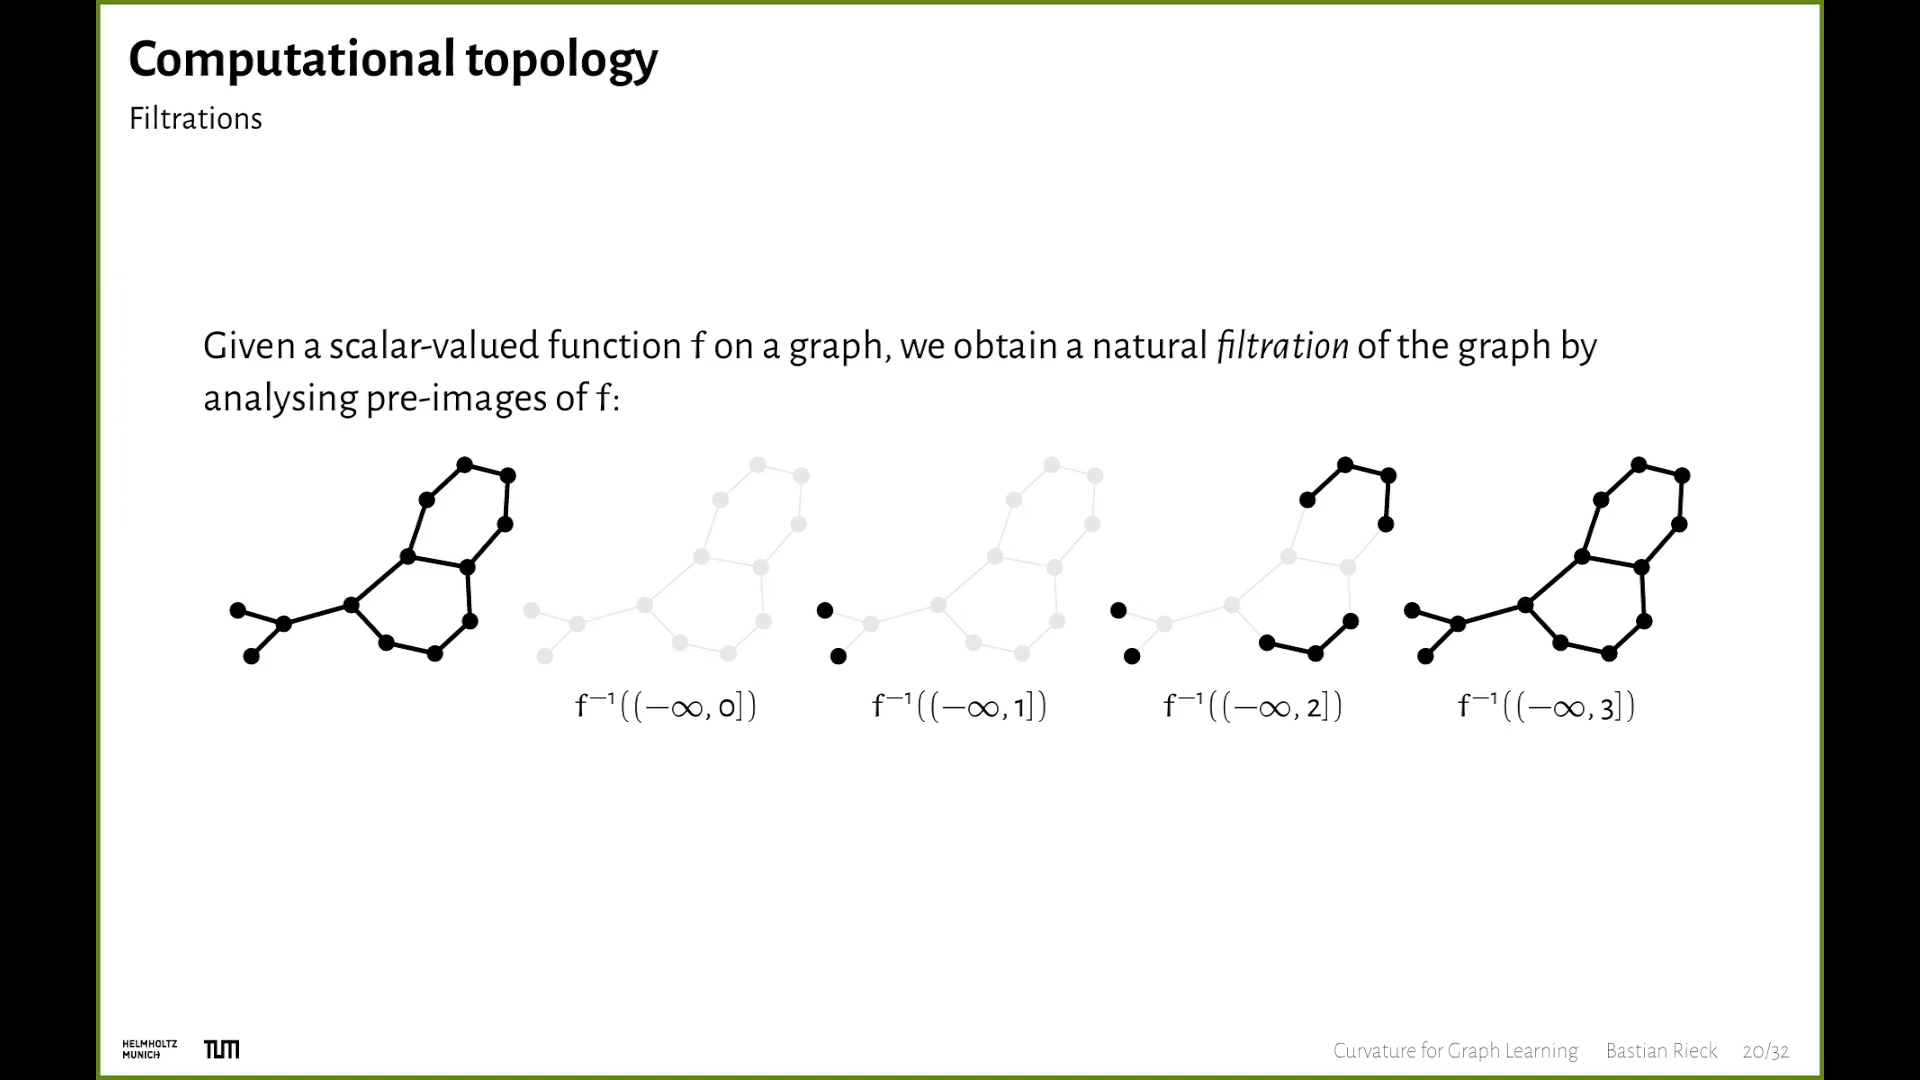 Computational topology
Filtrations
Given a scalar-valued function f on a graph, we obtain a natural filtration of the graph by
analysing pre-images of f:
f⁻¹((−∞, 0]) f⁻¹((−∞, 1]) f⁻¹((−∞, 2]) f⁻¹((−∞, 3])
HELMHOLTZ
MUNICH
TUM
Curvature for Graph Learning Bastian Rieck 20/32